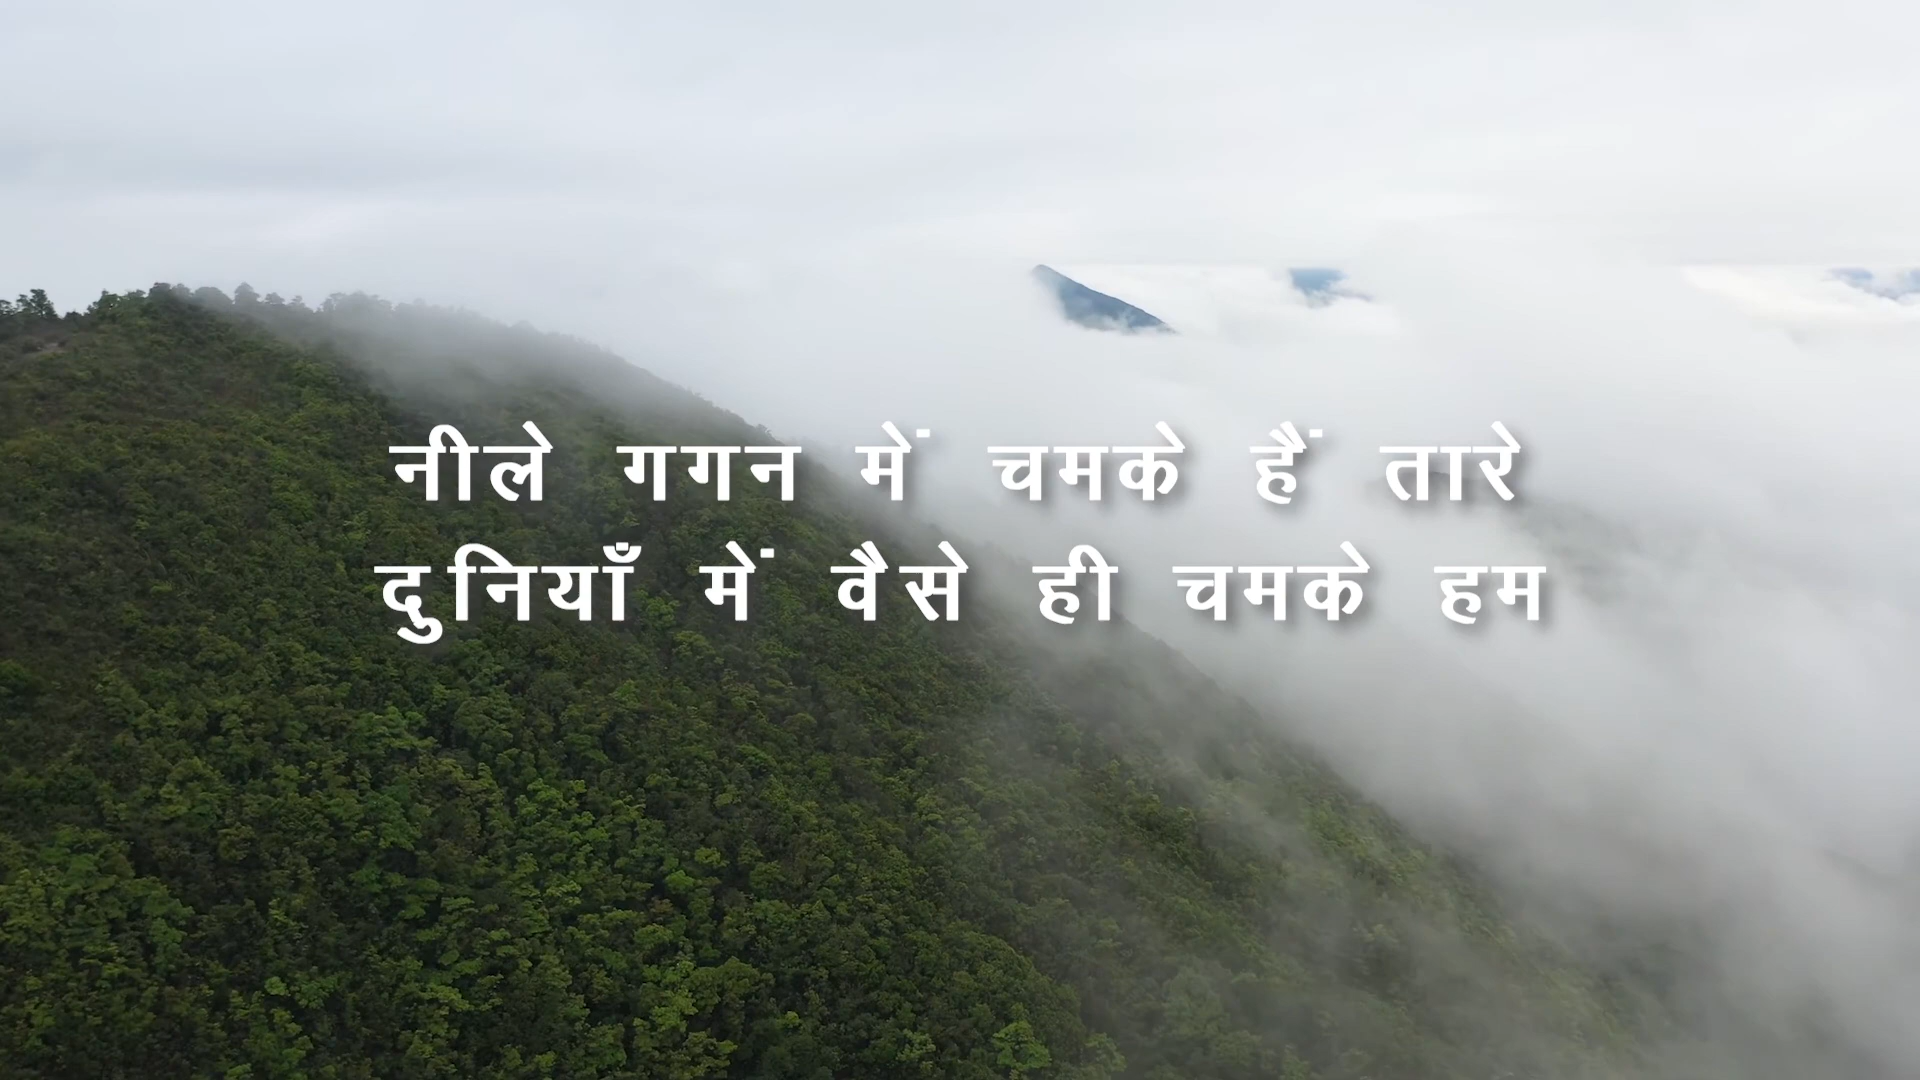 नीले गगन में चमके हैं तारे
दुनियाँ में वैसे ही चमके हम